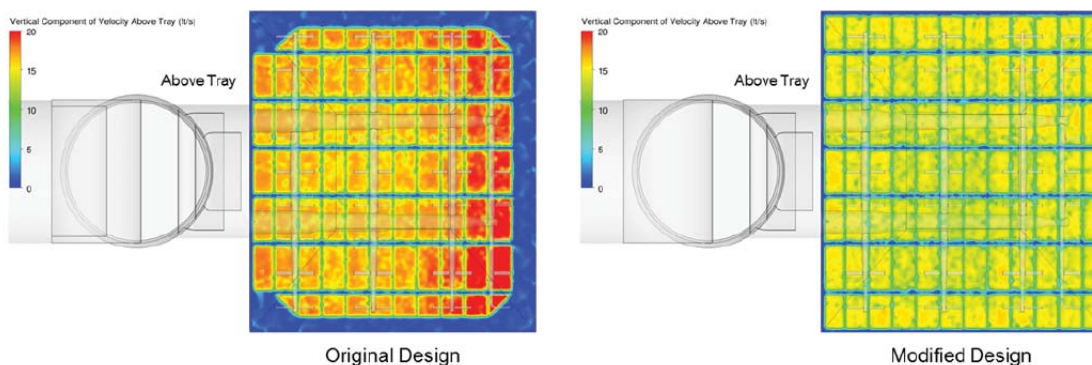 Vertical Component of Velocity Above Tray (ft/s)
20
15
10
5
0
Above Tray
Original Design
Vertical Component of Velocity Above Tray (ft/s)
20
15
10
5
0
Above Tray
Modified Design